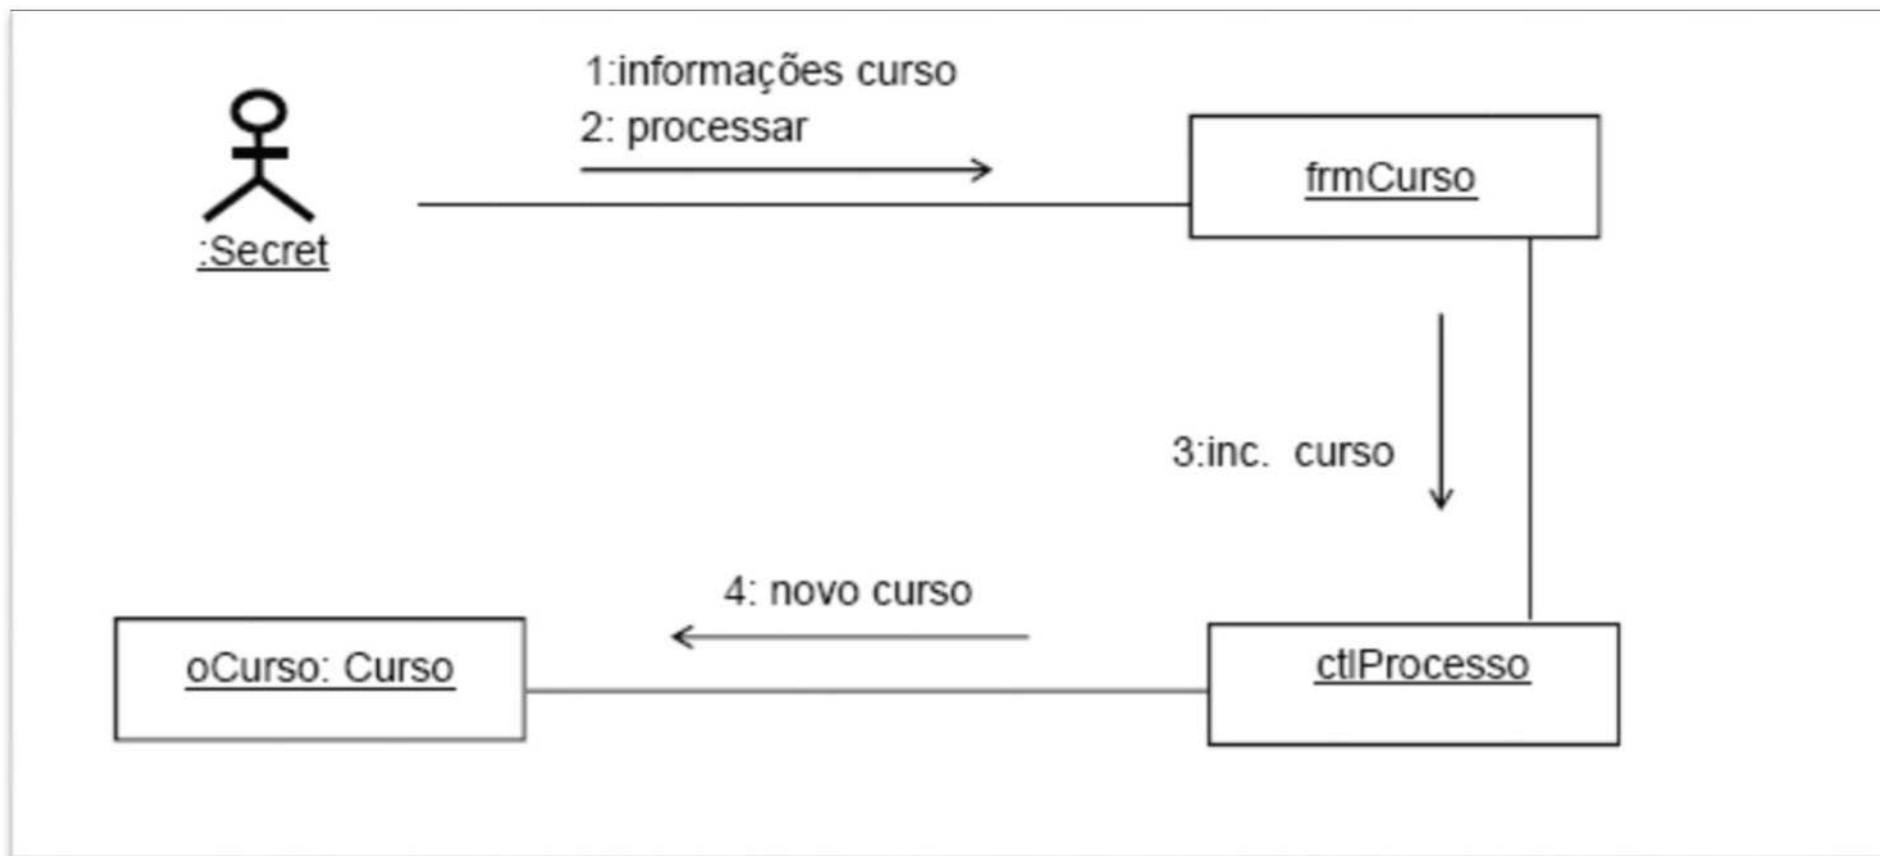 1:informações curso
2: processar
frmCurso
:Secret
3:inc. curso
4: novo curso
oCurso: Curso
ctlProcesso